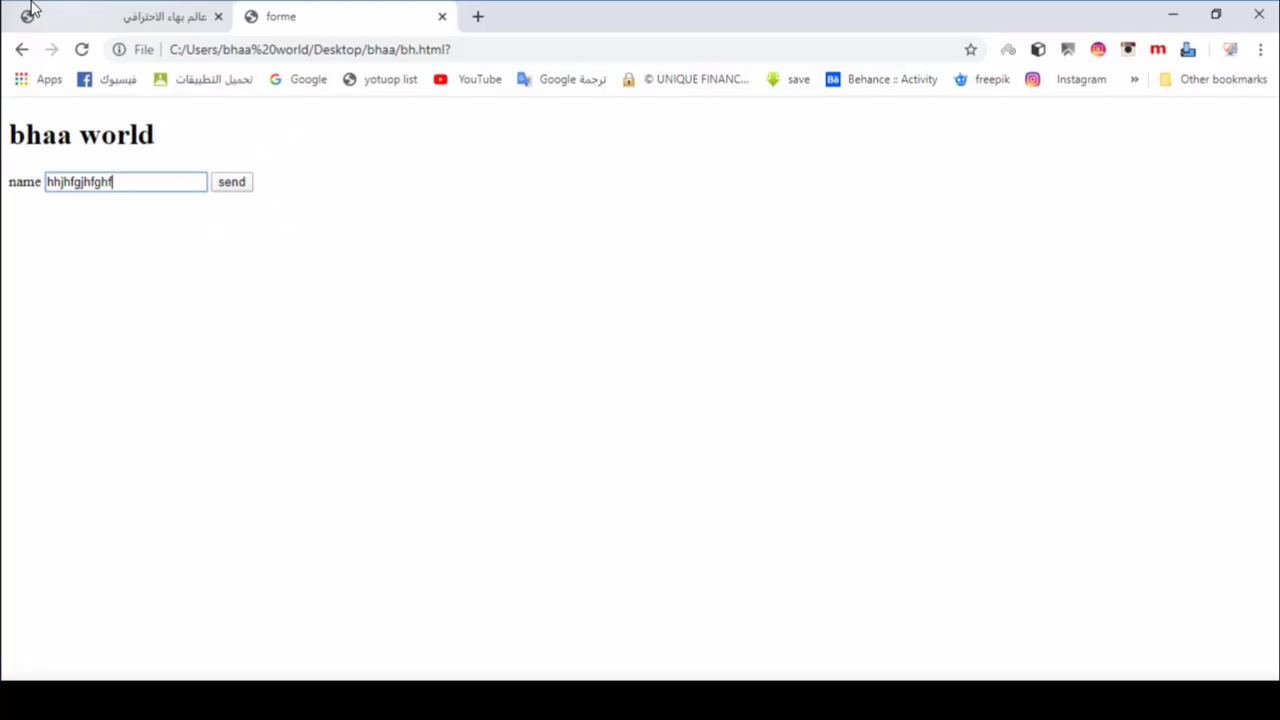 عالم بهاء الاحترافي
forme
File C:/Users/bhaa%20world/Desktop/bhaa/bh.html?
Apps فيسبوك تحميل التطبيقات Google yotuop list YouTube ترجمة Google © UNIQUE FINANC... save Behance :: Activity freepik Instagram » Other bookmarks
bhaa world
name hhjhfgjhfghf send